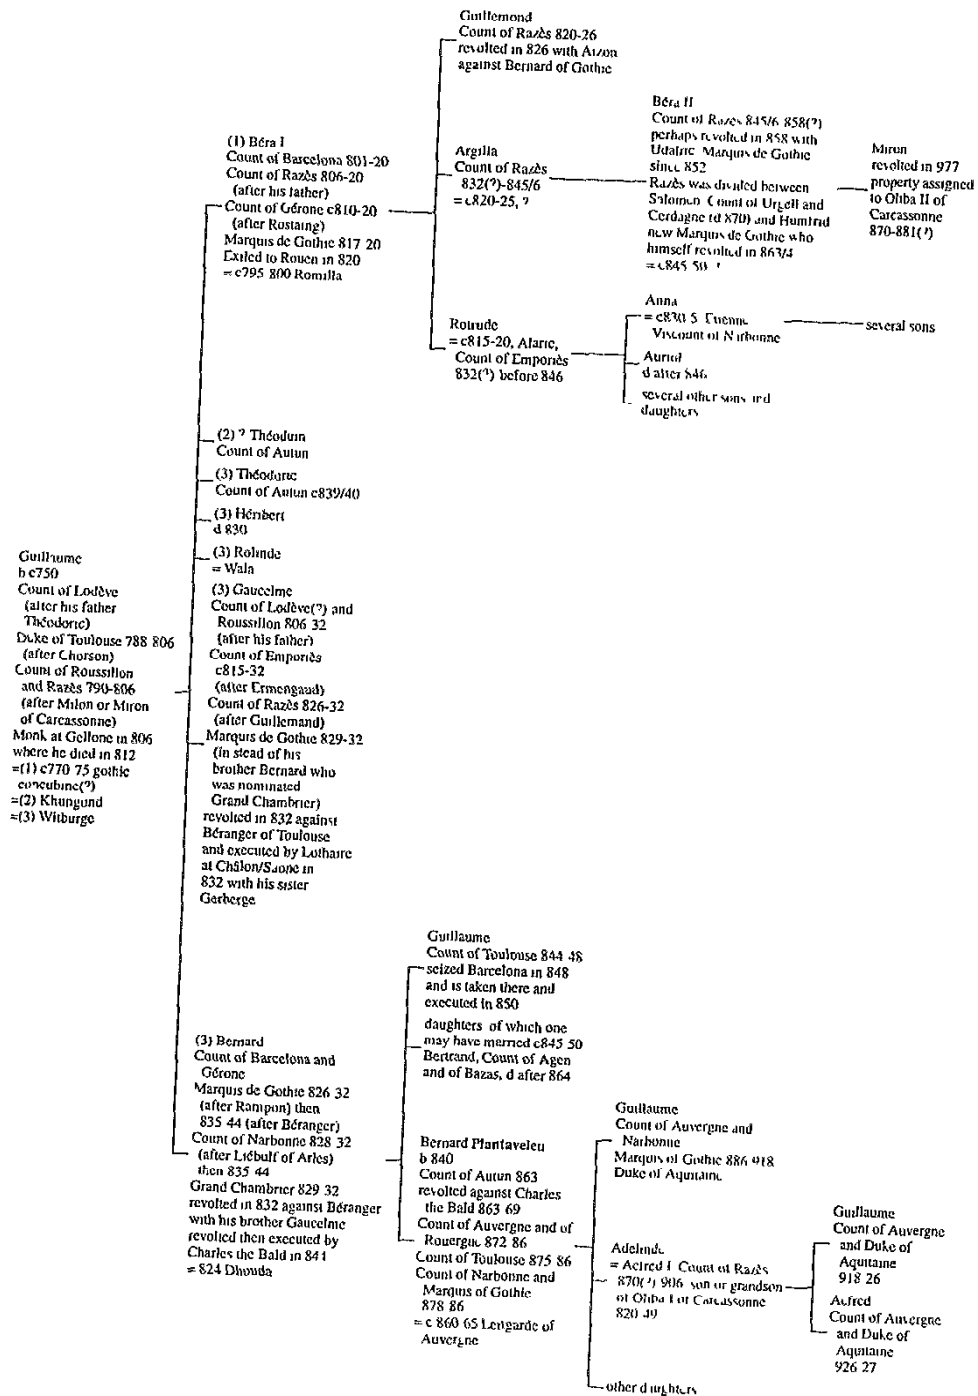 Guillaume
b c750
Count of Lodève
(after his father
Théodoric)
Duke of Toulouse 788 806
(after Chorson)
Count of Roussillon
and Razès 790-806
(after Milon or Miron
of Carcassonne)
Monk at Gellone in 806
where he died in 812
=(1) c770 75 gothic
concubine(?)
=(2) Khungund
=(3) Witburge
(1) Béra I
Count of Barcelona 801-20
Count of Razès 806-20
(after his father)
Count of Gérone c810-20
(after Rostaing)
Marquis de Gothie 817 20
Exiled to Rouen in 820
= c795 800 Romilla
Guillemond
Count of Razès 820-26
revolted in 826 with Aizon
against Bernard of Gothie
Argilla
Count of Razès
832(?)-845/6
= c820-25, ?
Béra II
Count of Razès 845/6 858(?)
perhaps revolted in 858 with
Udalric Marquis de Gothie
since 852
Razès was divided between
Salomon Count of Urgell and
Cerdagne (d 870) and Humfrid
new Marquis de Gothie who
himself revolted in 863/4
= c845 50 ?
Miron
revolted in 977
property assigned
to Oliba II of
Carcassonne
870-881(?)
Rotrude
= c815-20, Alaric,
Count of Emporiès
832(?) before 846
Anna
= c830 5 Etienne
Viscount of Narbonne
several sons
Auriol
d after 846
several other sons and
daughters
(2) ? Théoduin
Count of Autun
(3) Théodoric
Count of Autun c839/40
(3) Héribert
d 830
(3) Rolinde
= Wala
(3) Gaucelme
Count of Lodève(?) and
Roussillon 806 32
(after his father)
Count of Emporiès
c815-32
(after Ermengaud)
Count of Razès 826-32
(after Guillemand)
Marquis de Gothie 829-32
(in stead of his
brother Bernard who
was nominated
Grand Chambrier)
revolted in 832 against
Béranger of Toulouse
and executed by Lothaire
at Châlon/Saone in
832 with his sister
Gerberge
(3) Bernard
Count of Barcelona and
Gérone
Marquis de Gothie 826 32
(after Rampon) then
835 44 (after Béranger)
Count of Narbonne 828 32
(after Liébulf of Arles)
then 835 44
Grand Chambrier 829 32
revolted in 832 against Béranger
with his brother Gaucelme
revolted then executed by
Charles the Bald in 841
= 824 Dhouda
Guillaume
Count of Toulouse 844 48
seized Barcelona in 848
and is taken there and
executed in 850
daughters of which one
may have married c845 50
Bertrand, Count of Agen
and of Bazas, d after 864
Bernard Plantaveleu
b 840
Count of Autun 863
revolted against Charles
the Bald 863 69
Count of Auvergne and of
Rouergue 872 86
Count of Toulouse 875 86
Count of Narbonne and
Marquis of Gothie
878 86
= c 860 65 Lengarde of
Auvergne
Guillaume
Count of Auvergne and
Narbonne
Marquis of Gothie 886 918
Duke of Aquitaine
Adelinde
= Acfred I Count of Razès
870(?) 906 son or grandson
of Oliba I of Carcassonne
820 49
Guillaume
Count of Auvergne
and Duke of
Aquitaine
918 26
Acfred
Count of Auvergne
and Duke of
Aquitaine
926 27
other daughters